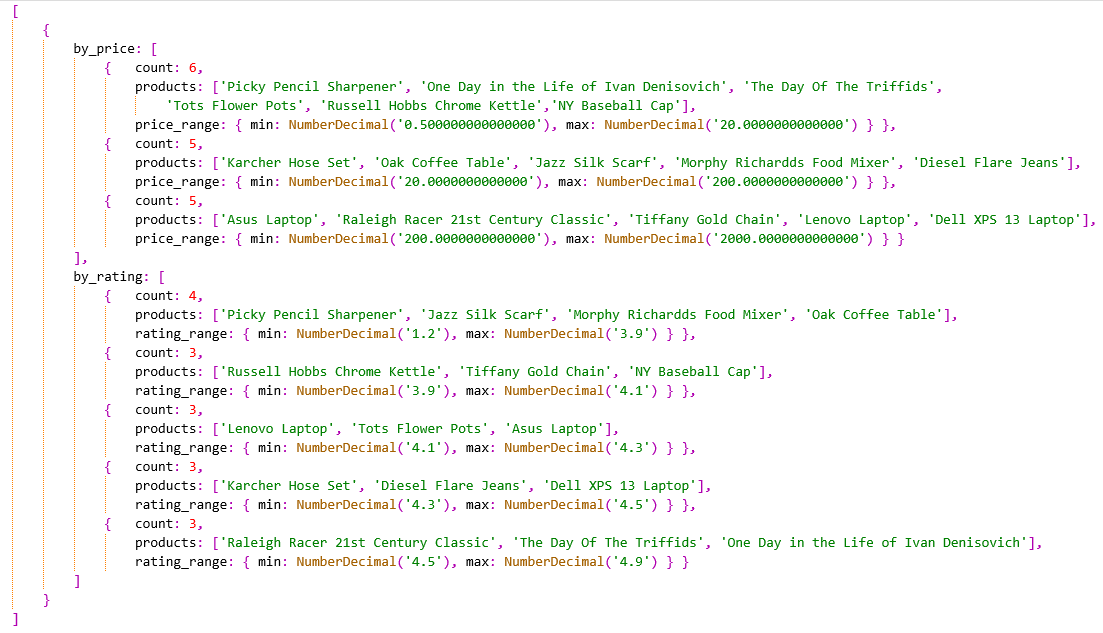 [
{
by_price: [
{ count: 6,
products: ['Picky Pencil Sharpener', 'One Day in the Life of Ivan Denisovich', 'The Day Of The Triffids',
'Tots Flower Pots', 'Russell Hobbs Chrome Kettle','NY Baseball Cap'],
price_range: { min: NumberDecimal('0.500000000000000'), max: NumberDecimal('20.0000000000000') } },
{ count: 5,
products: ['Karcher Hose Set', 'Oak Coffee Table', 'Jazz Silk Scarf', 'Morphy Richardds Food Mixer', 'Diesel Flare Jeans'],
price_range: { min: NumberDecimal('20.0000000000000'), max: NumberDecimal('200.0000000000000') } },
{ count: 5,
products: ['Asus Laptop', 'Raleigh Racer 21st Century Classic', 'Tiffany Gold Chain', 'Lenovo Laptop', 'Dell XPS 13 Laptop'],
price_range: { min: NumberDecimal('200.0000000000000'), max: NumberDecimal('2000.0000000000000') } }
],
by_rating: [
{ count: 4,
products: ['Picky Pencil Sharpener', 'Jazz Silk Scarf', 'Morphy Richardds Food Mixer', 'Oak Coffee Table'],
rating_range: { min: NumberDecimal('1.2'), max: NumberDecimal('3.9') } },
{ count: 3,
products: ['Russell Hobbs Chrome Kettle', 'Tiffany Gold Chain', 'NY Baseball Cap'],
rating_range: { min: NumberDecimal('3.9'), max: NumberDecimal('4.1') } },
{ count: 3,
products: ['Lenovo Laptop', 'Tots Flower Pots', 'Asus Laptop'],
rating_range: { min: NumberDecimal('4.1'), max: NumberDecimal('4.3') } },
{ count: 3,
products: ['Karcher Hose Set', 'Diesel Flare Jeans', 'Dell XPS 13 Laptop'],
rating_range: { min: NumberDecimal('4.3'), max: NumberDecimal('4.5') } },
{ count: 3,
products: ['Raleigh Racer 21st Century Classic', 'The Day Of The Triffids', 'One Day in the Life of Ivan Denisovich'],
rating_range: { min: NumberDecimal('4.5'), max: NumberDecimal('4.9') } }
]
}
]